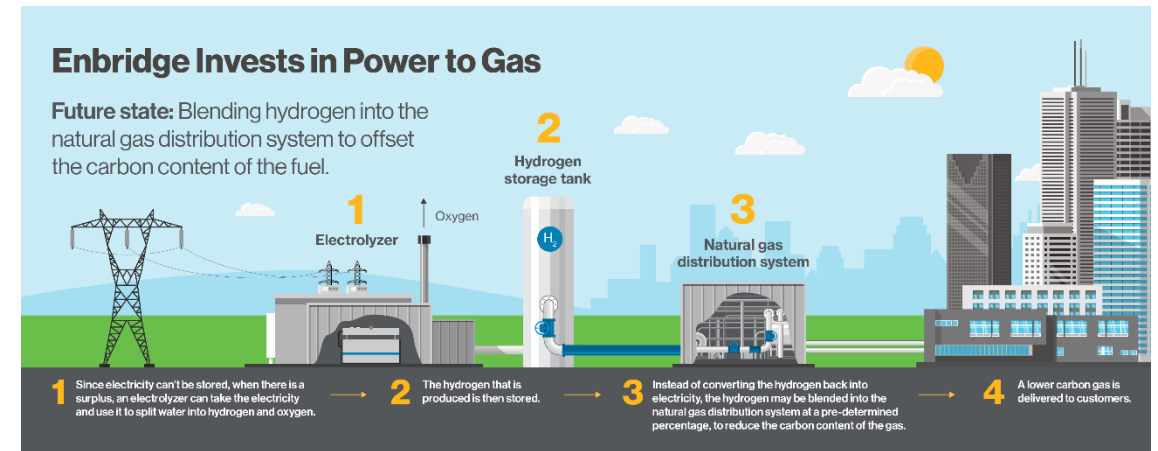 Enbridge Invests in Power to Gas
Future state: Blending hydrogen into the
natural gas distribution system to offset
the carbon content of the fuel.
1
Electrolyzer
Oxygen
2
Hydrogen
storage tank
H2
3
Natural gas
distribution system
1
Since electricity can't be stored, when there is a
surplus, an electrolyzer can take the electricity
and use it to split water into hydrogen and oxygen.
2
The hydrogen that is
produced is then stored.
3
Instead of converting the hydrogen back into
electricity, the hydrogen may be blended into the
natural gas distribution system at a pre-determined
percentage, to reduce the carbon content of the gas.
4
A lower carbon gas is
delivered to customers.